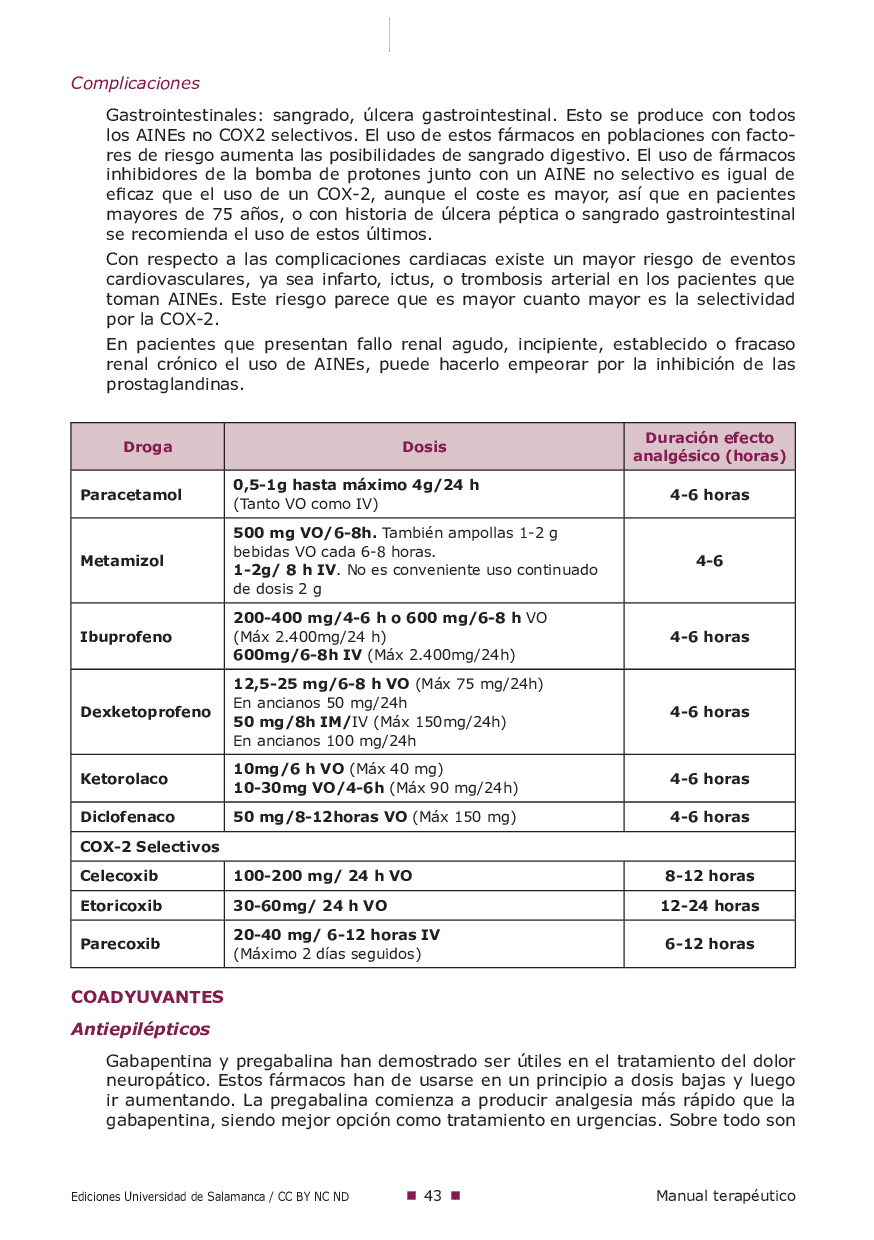 Complicaciones
Gastrointestinales: sangrado, úlcera gastrointestinal. Esto se produce con todos
los AINEs no COX2 selectivos. El uso de estos fármacos en poblaciones con facto-
res de riesgo aumenta las posibilidades de sangrado digestivo. El uso de fármacos
inhibidores de la bomba de protones junto con un AINE no selectivo es igual de
eficaz que el uso de un COX-2, aunque el coste es mayor, así que en pacientes
mayores de 75 años, o con historia de úlcera péptica o sangrado gastrointestinal
se recomienda el uso de estos últimos.
Con respecto a las complicaciones cardiacas existe un mayor riesgo de eventos
cardiovasculares, ya sea infarto, ictus, o trombosis arterial en los pacientes que
toman AINEs. Este riesgo parece que es mayor cuanto mayor es la selectividad
por la COX-2.
En pacientes que presentan fallo renal agudo, incipiente, establecido o fracaso
renal crónico el uso de AINEs, puede hacerlo empeorar por la inhibición de las
prostaglandinas.
Droga
Dosis
Duración efecto
analgésico (horas)
Paracetamol
0,5-1g hasta máximo 4g/24 h
(Tanto VO como IV)
4-6 horas
Metamizol
500 mg VO/6-8h. También ampollas 1-2 g
bebidas VO cada 6-8 horas.
1-2g/ 8 h IV. No es conveniente uso continuado
de dosis 2 g
4-6
Ibuprofeno
200-400 mg/4-6 h o 600 mg/6-8 h VO
(Máx 2.400mg/24 h)
600mg/6-8h IV (Máx 2.400mg/24h)
4-6 horas
Dexketoprofeno
12,5-25 mg/6-8 h VO (Máx 75 mg/24h)
En ancianos 50 mg/24h
50 mg/8h IM/IV (Máx 150mg/24h)
En ancianos 100 mg/24h
4-6 horas
Ketorolaco
10mg/6 h VO (Máx 40 mg)
10-30mg VO/4-6h (Máx 90 mg/24h)
4-6 horas
Diclofenaco
50 mg/8-12horas VO (Máx 150 mg)
4-6 horas
COX-2 Selectivos
Celecoxib
100-200 mg/ 24 h VO
8-12 horas
Etoricoxib
30-60mg/ 24 h VO
12-24 horas
Parecoxib
20-40 mg/ 6-12 horas IV
(Máximo 2 días seguidos)
6-12 horas
COADYUVANTES
Antiepilépticos
Gabapentina y pregabalina han demostrado ser útiles en el tratamiento del dolor
neuropático. Estos fármacos han de usarse en un principio a dosis bajas y luego
ir aumentando. La pregabalina comienza a producir analgesia más rápido que la
gabapentina, siendo mejor opción como tratamiento en urgencias. Sobre todo son
Ediciones Universidad de Salamanca / CC BY NC ND
43
Manual terapéutico